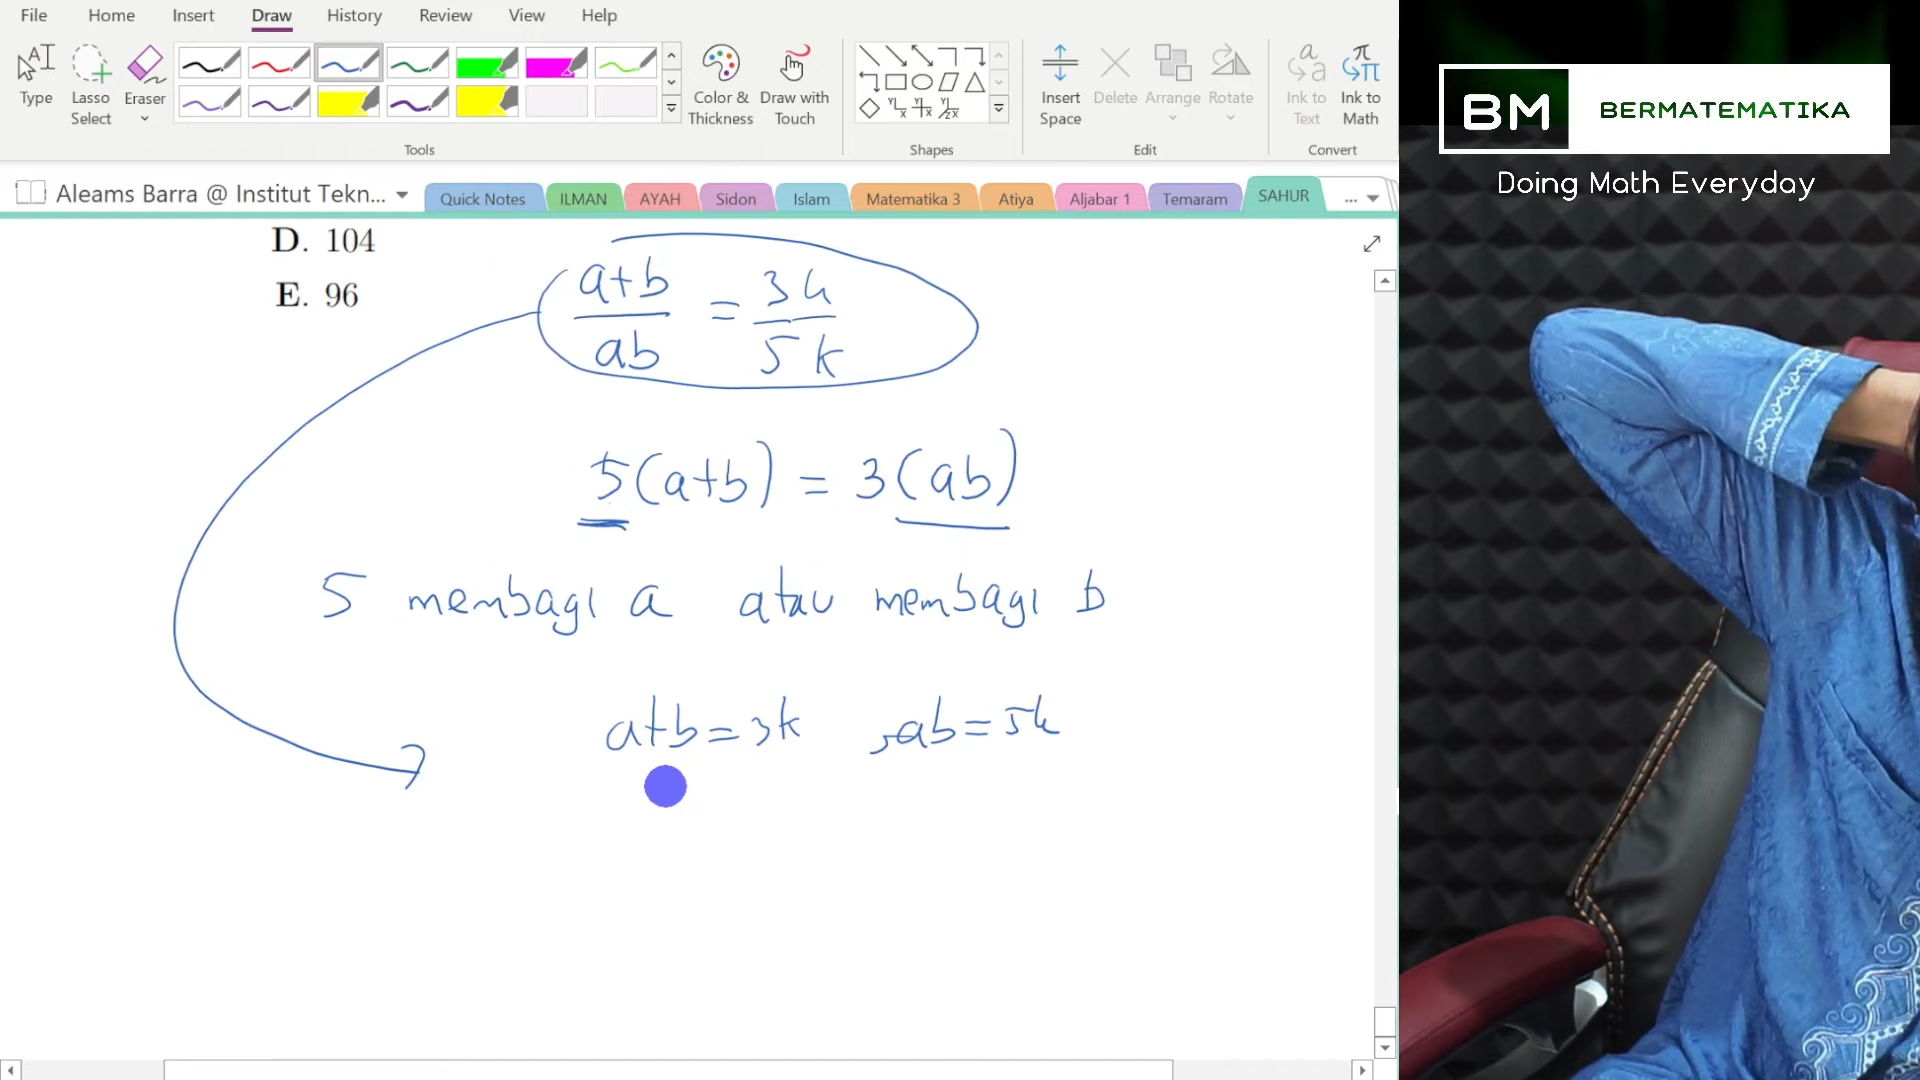 File Home Insert Draw History Review View Help
Type
Lasso Select
Eraser
Color & Thickness
Draw with Touch
Insert Space
Delete
Arrange
Rotate
Ink to Text
Ink to Math
Tools Shapes Edit Convert
Aleams Barra @ Institut Tekn...
Quick Notes ILMAN AYAH Sidon Islam Matematika 3 Atiya Aljabar 1 Temaram SAHUR ...
BM BERMATEMATIKA
Doing Math Everyday
D. 104
E. 96
a+b / ab = 3k / 5k
5(a+b) = 3(ab)
5 membagi a atau membagi b
a+b=3k , ab=5k